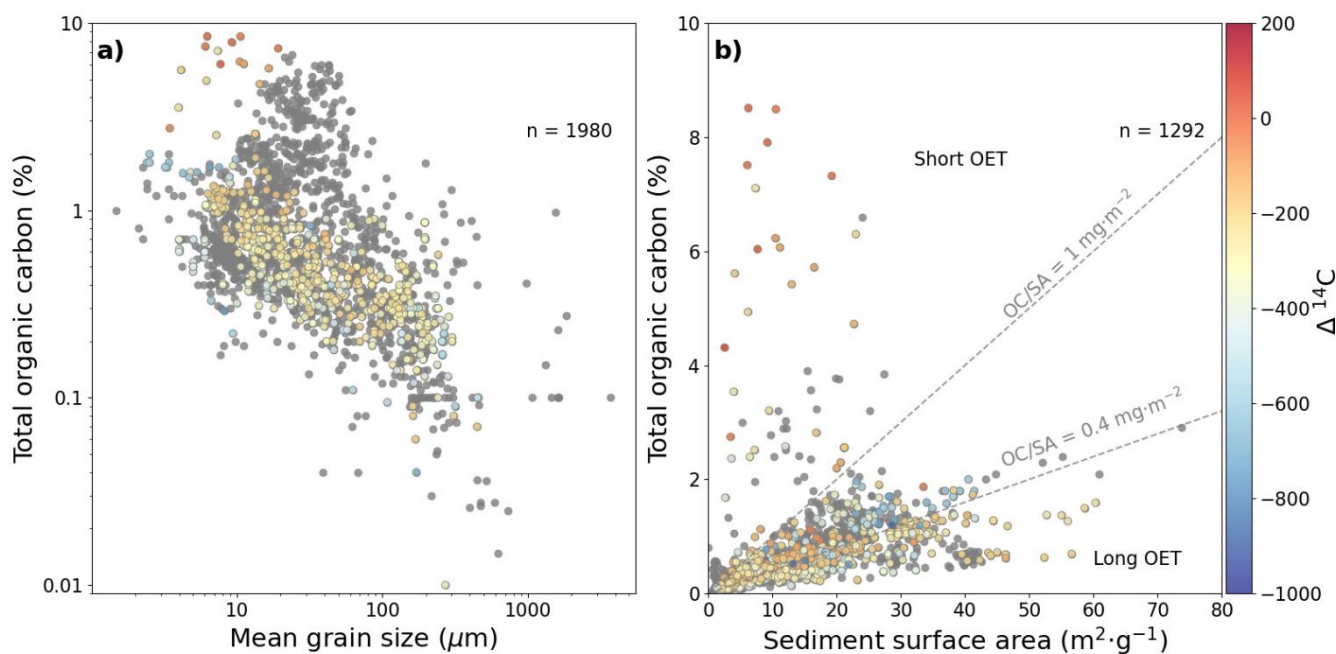 a)
n = 1980
Total organic carbon (%)
10
1
0.1
0.01
10
100
1000
Mean grain size (μm)
b)
n = 1292
Short OET
OC/SA = 1 mg·m⁻²
OC/SA = 0.4 mg·m⁻²
Long OET
Total organic carbon (%)
10
8
6
4
2
0
0
10
20
30
40
50
60
70
80
Sediment surface area (m²·g⁻¹)
200
0
−200
−400
−600
−800
−1000
Δ ¹⁴C